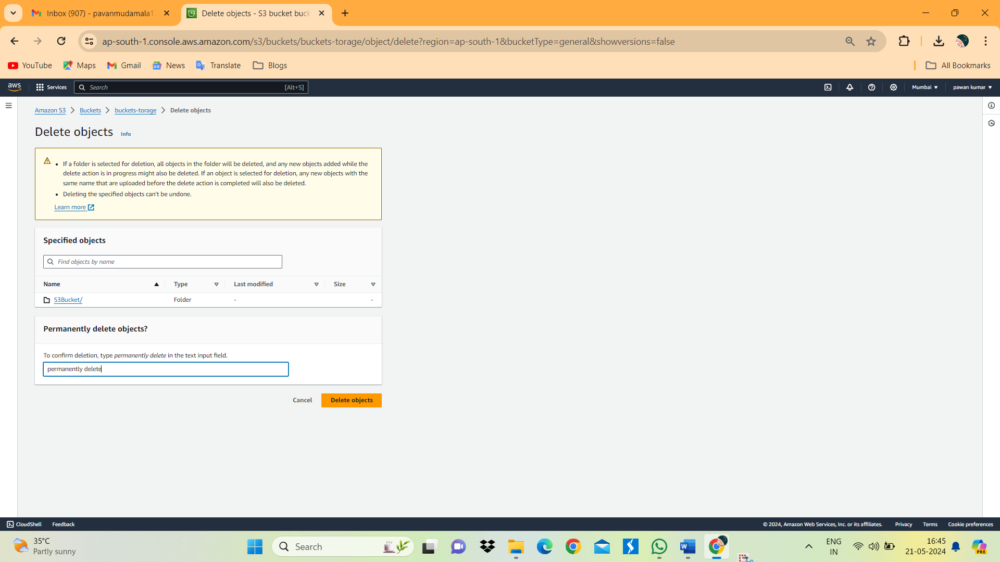 Inbox (907) - pavanmudamala1
Delete objects - S3 bucket buck
ap-south-1.console.aws.amazon.com/s3/buckets/buckets-torage/object/delete?region=ap-south-1&bucketType=general&showversions=false
YouTube Maps Gmail News Translate Blogs All Bookmarks
aws Services Search [Alt+S] Mumbai pawan kumar
Amazon S3 Buckets buckets-torage Delete objects
Delete objects Info
If a folder is selected for deletion, all objects in the folder will be deleted, and any new objects added while the
delete action is in progress might also be deleted. If an object is selected for deletion, any new objects with the
same name that are uploaded before the delete action is completed will also be deleted.
Deleting the specified objects can't be undone.
Learn more
Specified objects
Find objects by name
Name Type Last modified Size
S3Bucket/ Folder - -
Permanently delete objects?
To confirm deletion, type permanently delete in the text input field.
permanently delete
Cancel Delete objects
CloudShell Feedback © 2024, Amazon Web Services, Inc. or its affiliates. Privacy Terms Cookie preferences
35°C
Partly sunny
Search
ENG
IN
16:45
21-05-2024
PRE